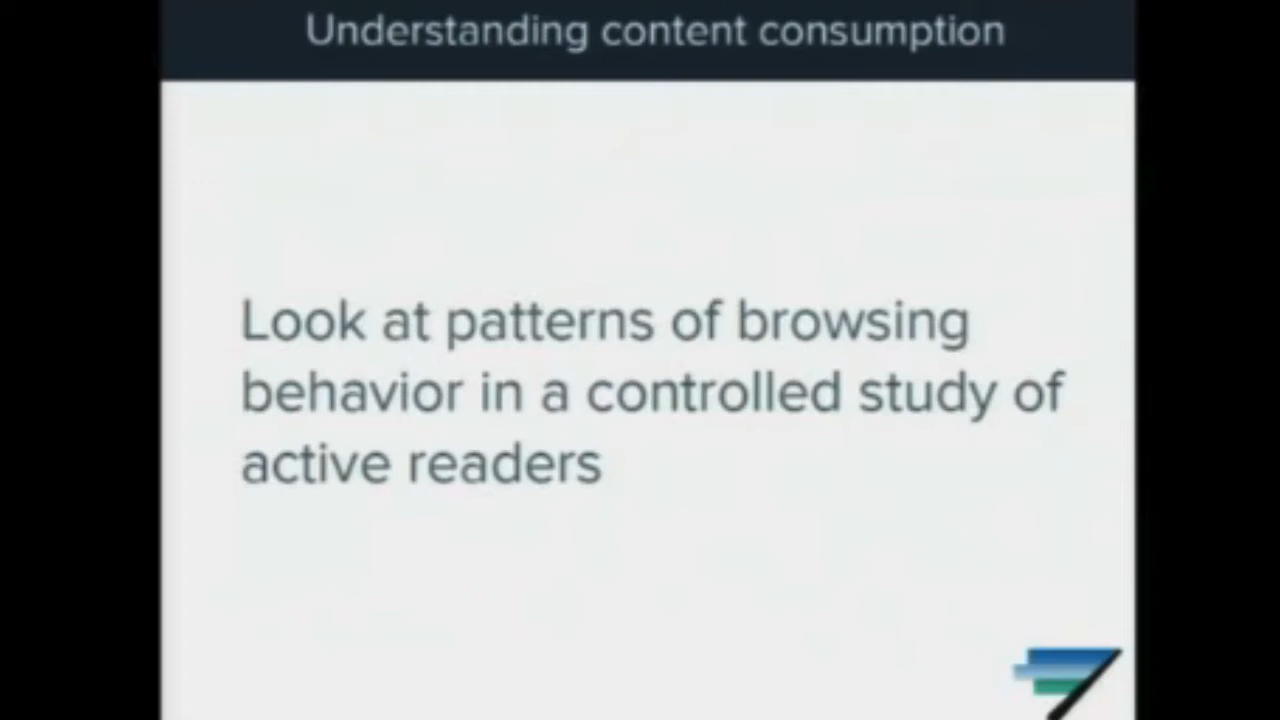 Understanding content consumption
Look at patterns of browsing
behavior in a controlled study of
active readers